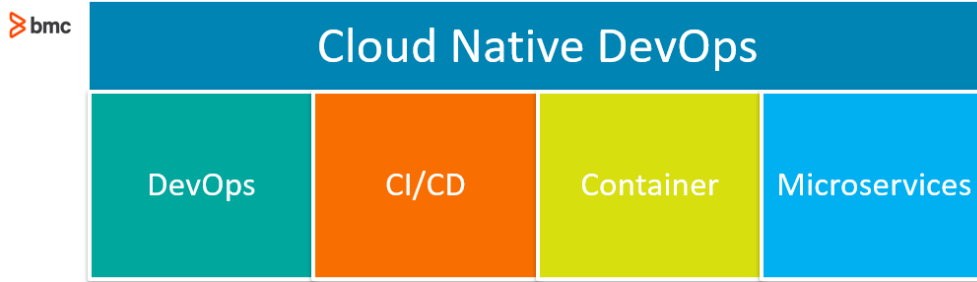 bmc
Cloud Native DevOps
DevOps
CI/CD
Container
Microservices